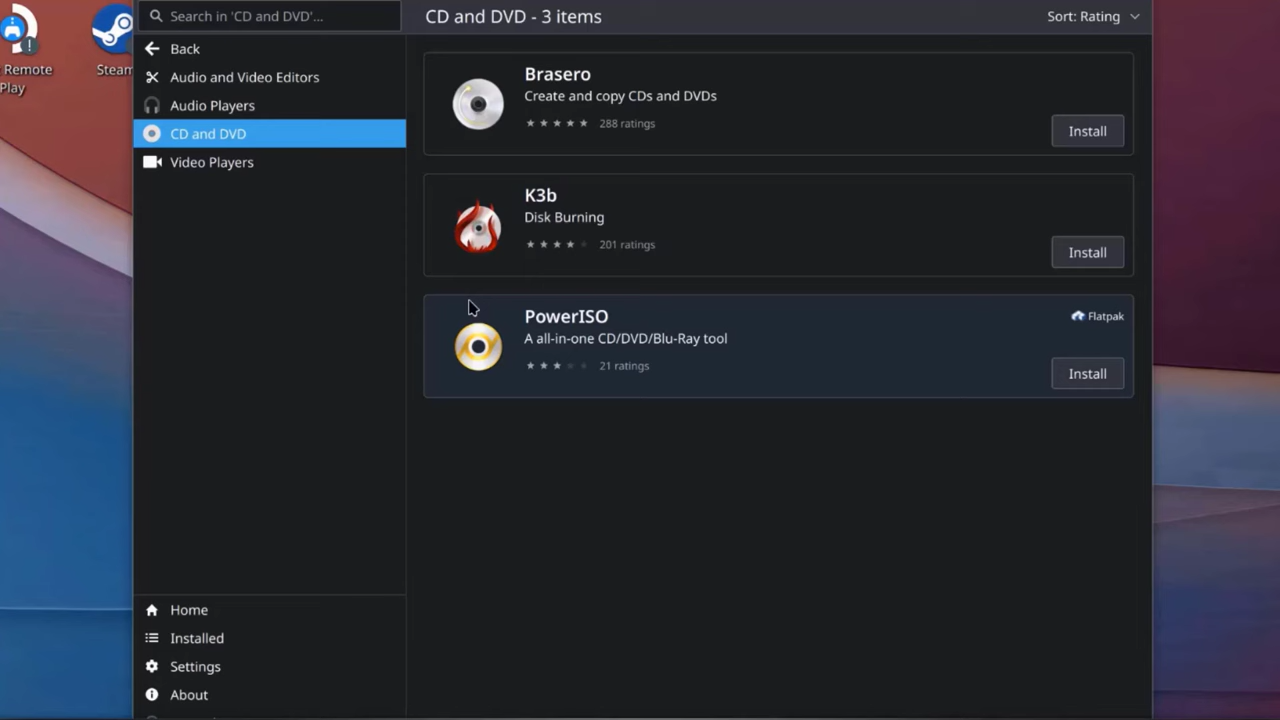 Remote
Play
Steam
Search in 'CD and DVD'...
Back
Audio and Video Editors
Audio Players
CD and DVD
Video Players
Home
Installed
Settings
About
CD and DVD - 3 items
Sort: Rating
Brasero
Create and copy CDs and DVDs
288 ratings
Install
K3b
Disk Burning
201 ratings
Install
PowerISO
Flatpak
A all-in-one CD/DVD/Blu-Ray tool
21 ratings
Install